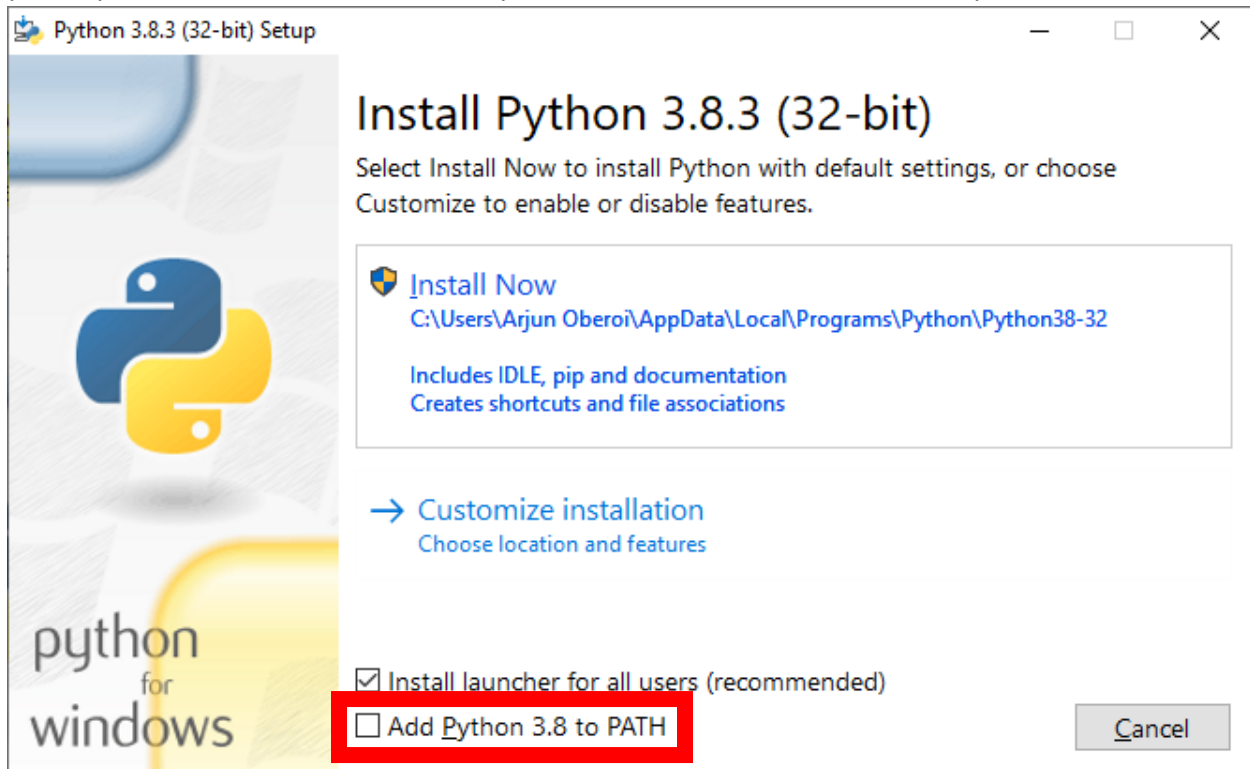 Python 3.8.3 (32-bit) Setup
Install Python 3.8.3 (32-bit)
Select Install Now to install Python with default settings, or choose
Customize to enable or disable features.
Install Now
C:\Users\Arjun Oberoi\AppData\Local\Programs\Python\Python38-32
Includes IDLE, pip and documentation
Creates shortcuts and file associations
Customize installation
Choose location and features
python
for
windows
Install launcher for all users (recommended)
Add Python 3.8 to PATH
Cancel